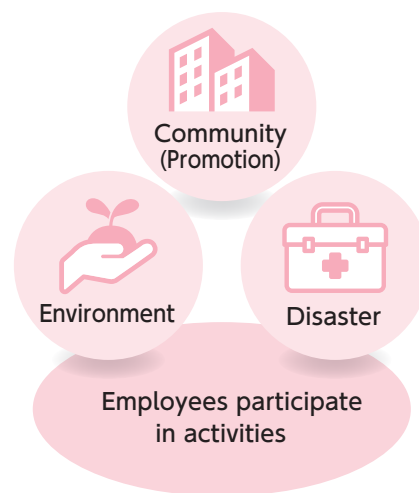 Community
(Promotion)
Environment
Disaster
Employees participate
in activities